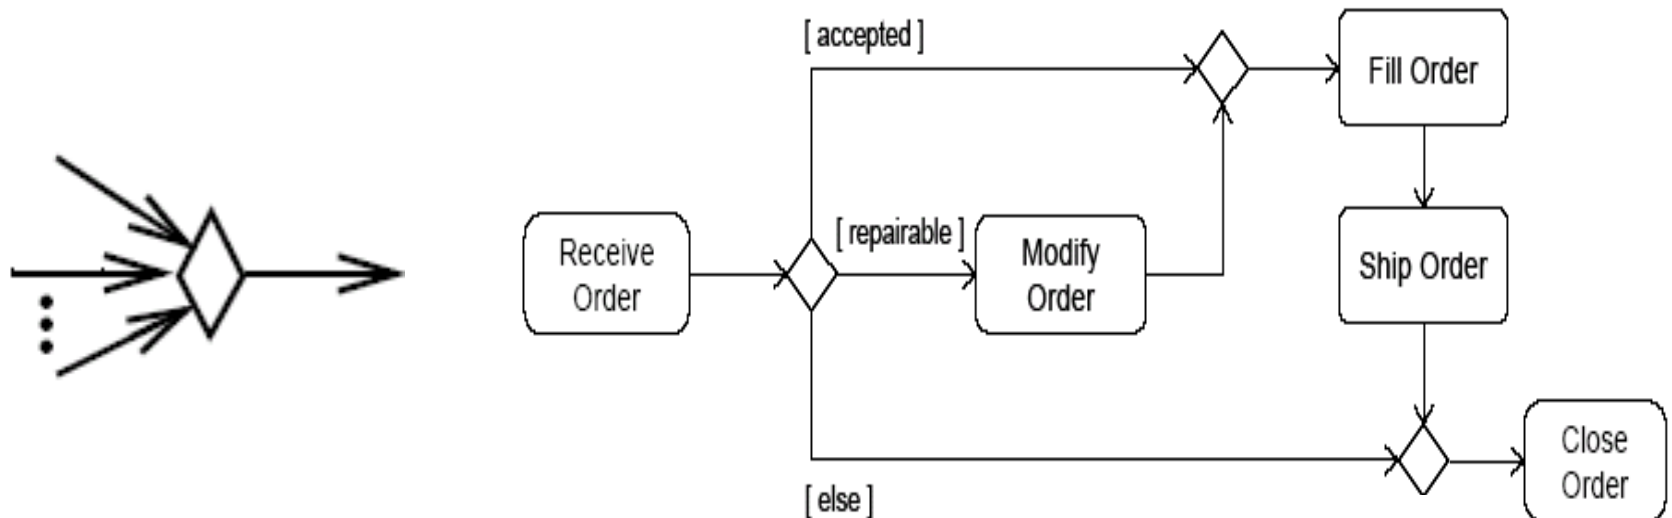 [ accepted ]
Fill Order
[ repairable ]
Receive
Order
Modify
Order
Ship Order
Close
Order
[ else ]